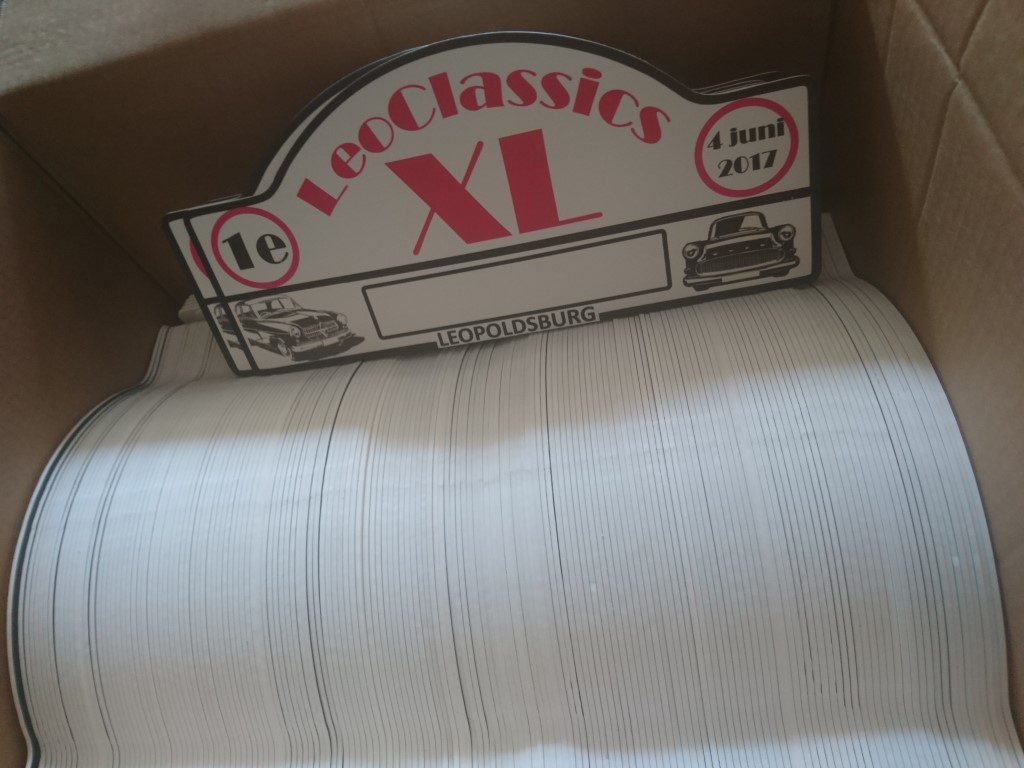 LeoClassics
XL
4 juni
2017
1e
LEOPOLDSBURG